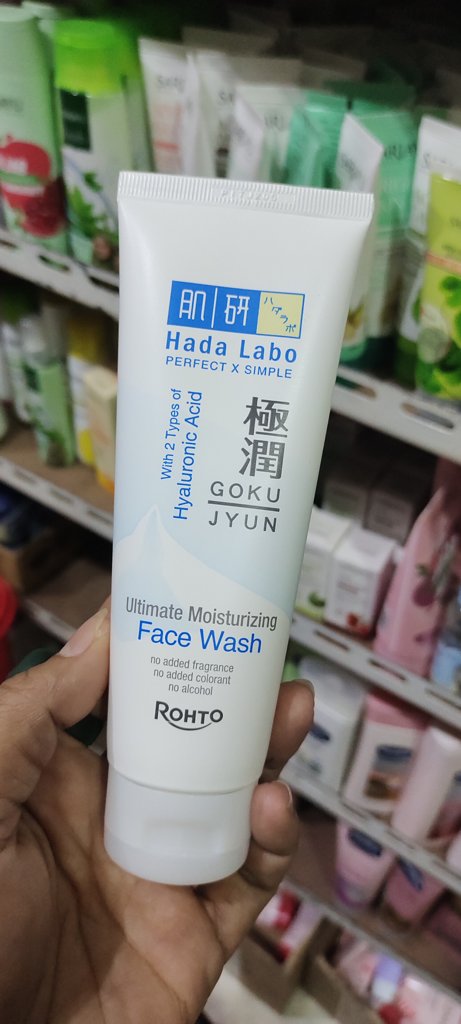 肌研
ハダラボ
Hada Labo
PERFECT X SIMPLE
With 2 Types of
Hyaluronic Acid
極潤
GOKU
JYUN
Ultimate Moisturizing
Face Wash
no added fragrance
no added colorant
no alcohol
ROHTO